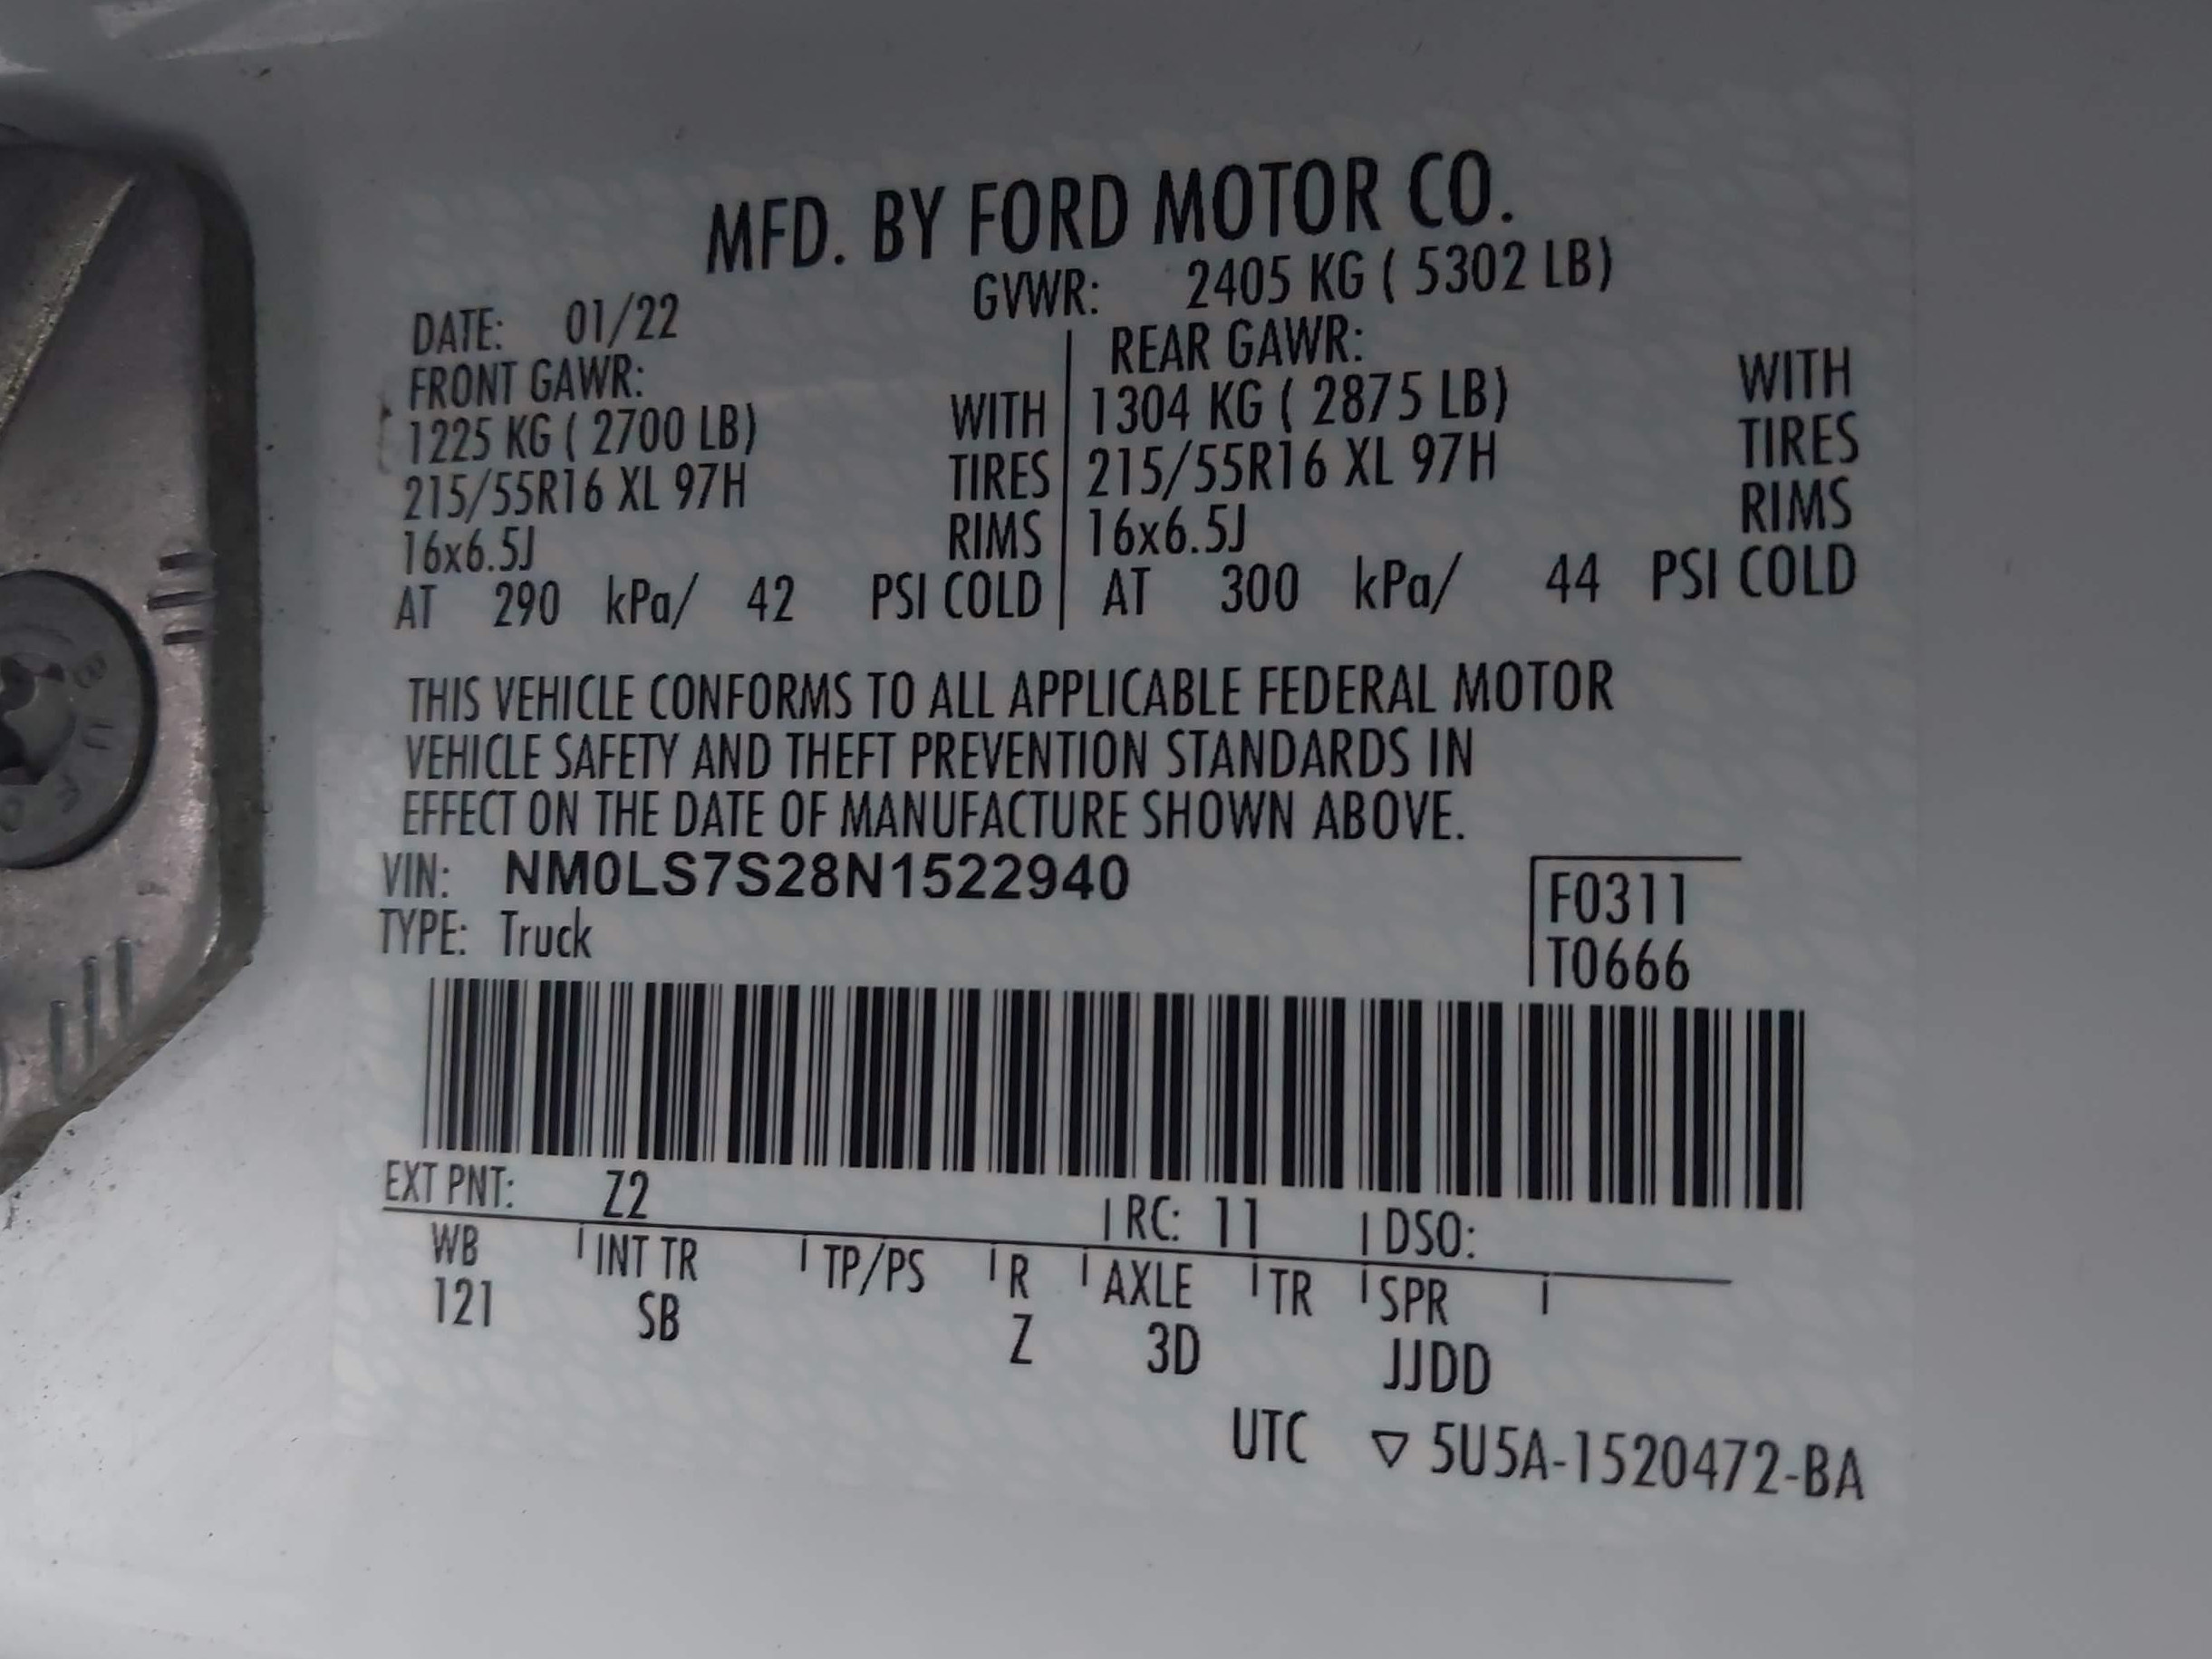 MFD. BY FORD MOTOR CO.
DATE: 01/22 GVWR: 2405 KG ( 5302 LB)
FRONT GAWR: REAR GAWR:
1225 KG ( 2700 LB) WITH 1304 KG ( 2875 LB) WITH
215/55R16 XL 97H TIRES 215/55R16 XL 97H TIRES
16x6.5J RIMS 16x6.5J RIMS
AT 290 kPa/ 42 PSI COLD AT 300 kPa/ 44 PSI COLD
THIS VEHICLE CONFORMS TO ALL APPLICABLE FEDERAL MOTOR
VEHICLE SAFETY AND THEFT PREVENTION STANDARDS IN
EFFECT ON THE DATE OF MANUFACTURE SHOWN ABOVE.
VIN: NM0LS7S28N1522940 F0311
TYPE: Truck T0666
EXT PNT: Z2 RC: 11 DSO:
WB INT TR TP/PS R AXLE TR SPR
121 SB Z 3D JJDD
UTC ▽ 5U5A-1520472-BA